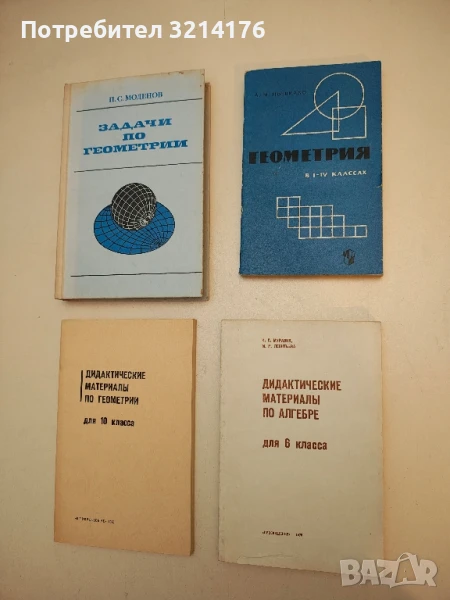 Потребител 3214176
П. С. МОДЕНОВ
ЗАДАЧИ
ПО
ГЕОМЕТРИИ
ГЕОМЕТРИЯ
В I-IV КЛАССАХ
ДИДАКТИЧЕСКИЕ
МАТЕРИАЛЫ
ПО ГЕОМЕТРИИ
для 10 класса
ДИДАКТИЧЕСКИЕ
МАТЕРИАЛЫ
ПО АЛГЕБРЕ
для 6 класса
BAZAR